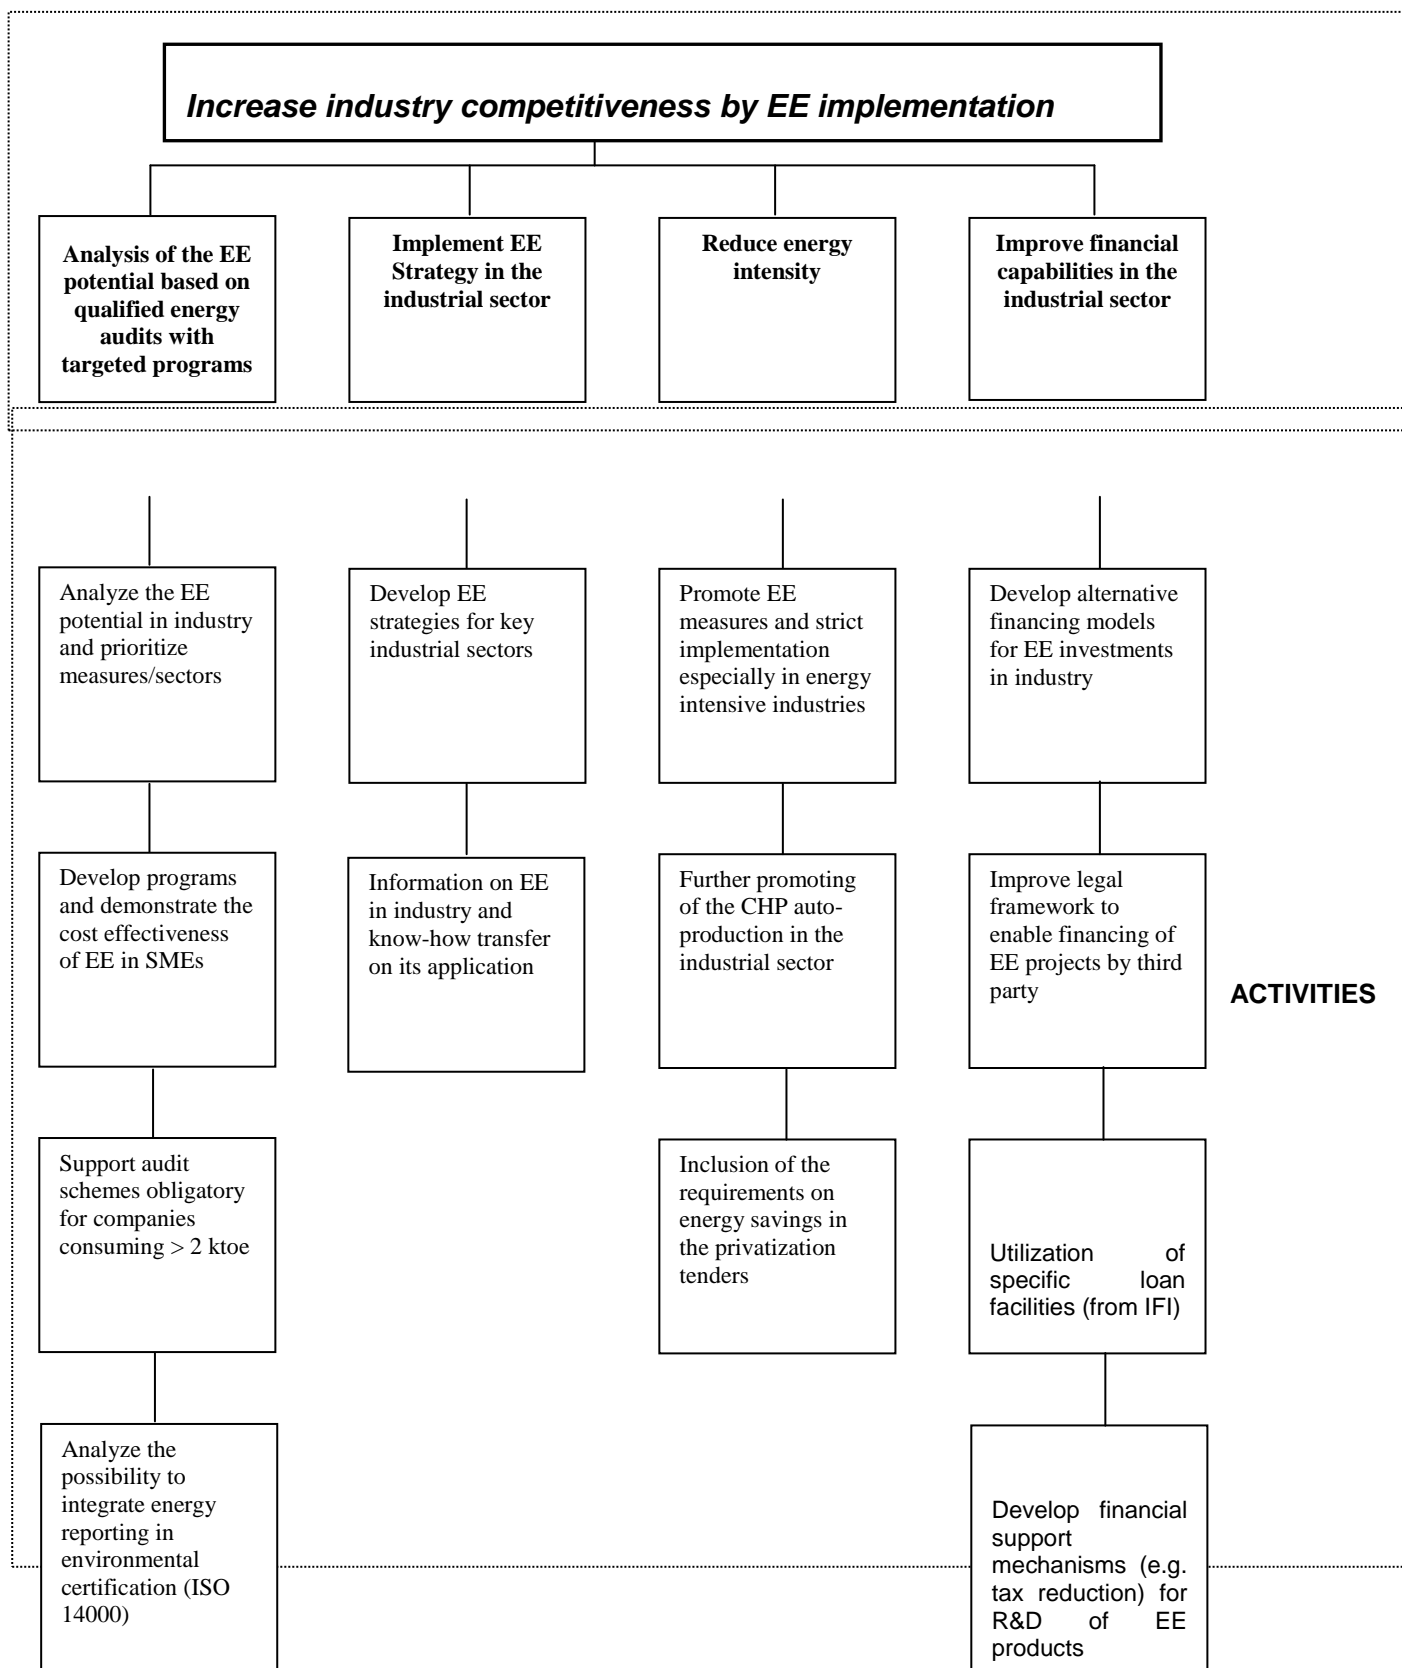 Increase industry competitiveness by EE implementation
Analysis of the EE
potential based on
qualified energy
audits with
targeted programs
Implement EE
Strategy in the
industrial sector
Reduce energy
intensity
Improve financial
capabilities in the
industrial sector
Analyze the EE
potential in industry
and prioritize
measures/sectors
Develop EE
strategies for key
industrial sectors
Promote EE
measures and strict
implementation
especially in energy
intensive industries
Develop alternative
financing models
for EE investments
in industry
Develop programs
and demonstrate the
cost effectiveness
of EE in SMEs
Information on EE
in industry and
know-how transfer
on its application
Further promoting
of the CHP auto-
production in the
industrial sector
Improve legal
framework to
enable financing of
EE projects by third
party
ACTIVITIES
Support audit
schemes obligatory
for companies
consuming > 2 ktoe
Inclusion of the
requirements on
energy savings in
the privatization
tenders
Utilization of
specific loan
facilities (from IFI)
Analyze the
possibility to
integrate energy
reporting in
environmental
certification (ISO
14000)
Develop financial
support
mechanisms (e.g.
tax reduction) for
R&D of EE
products